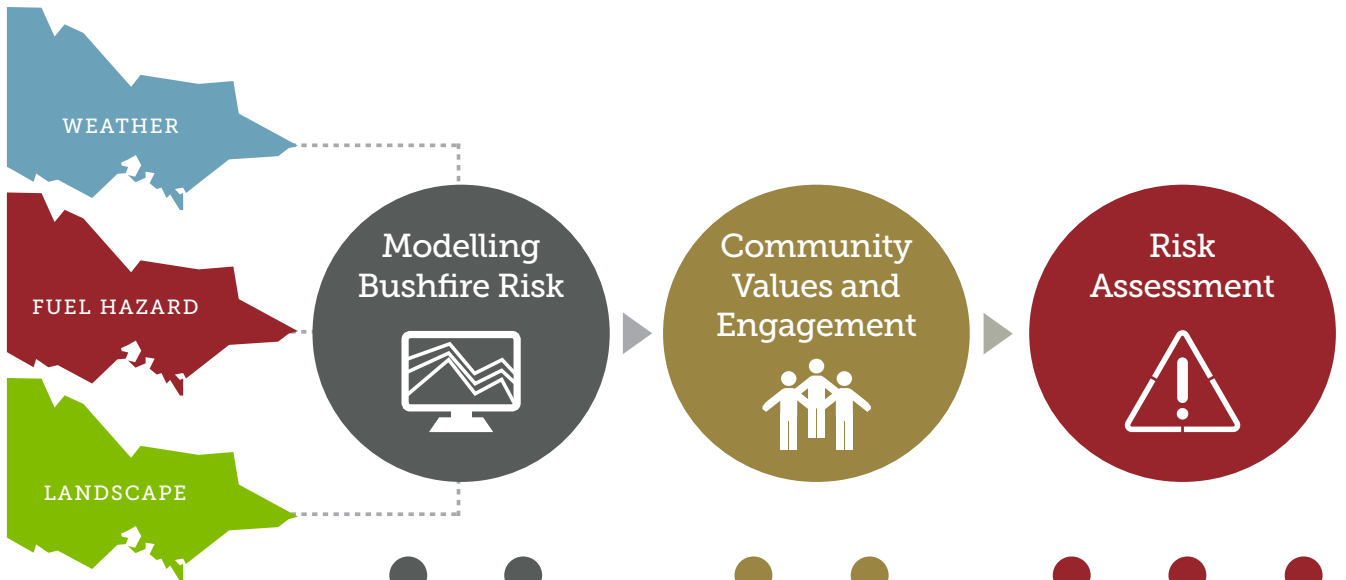 WEATHER
FUEL HAZARD
LANDSCAPE
Modelling
Bushfire Risk
Community
Values and
Engagement
Risk
Assessment